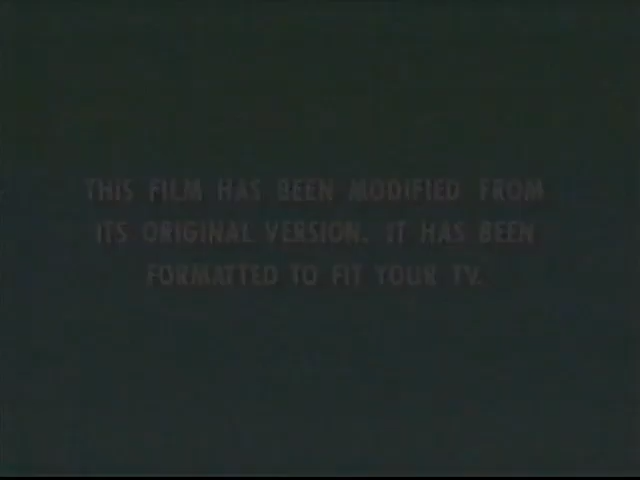 THIS FILM HAS BEEN MODIFIED FROM
ITS ORIGINAL VERSION. IT HAS BEEN
FORMATTED TO FIT YOUR TV.